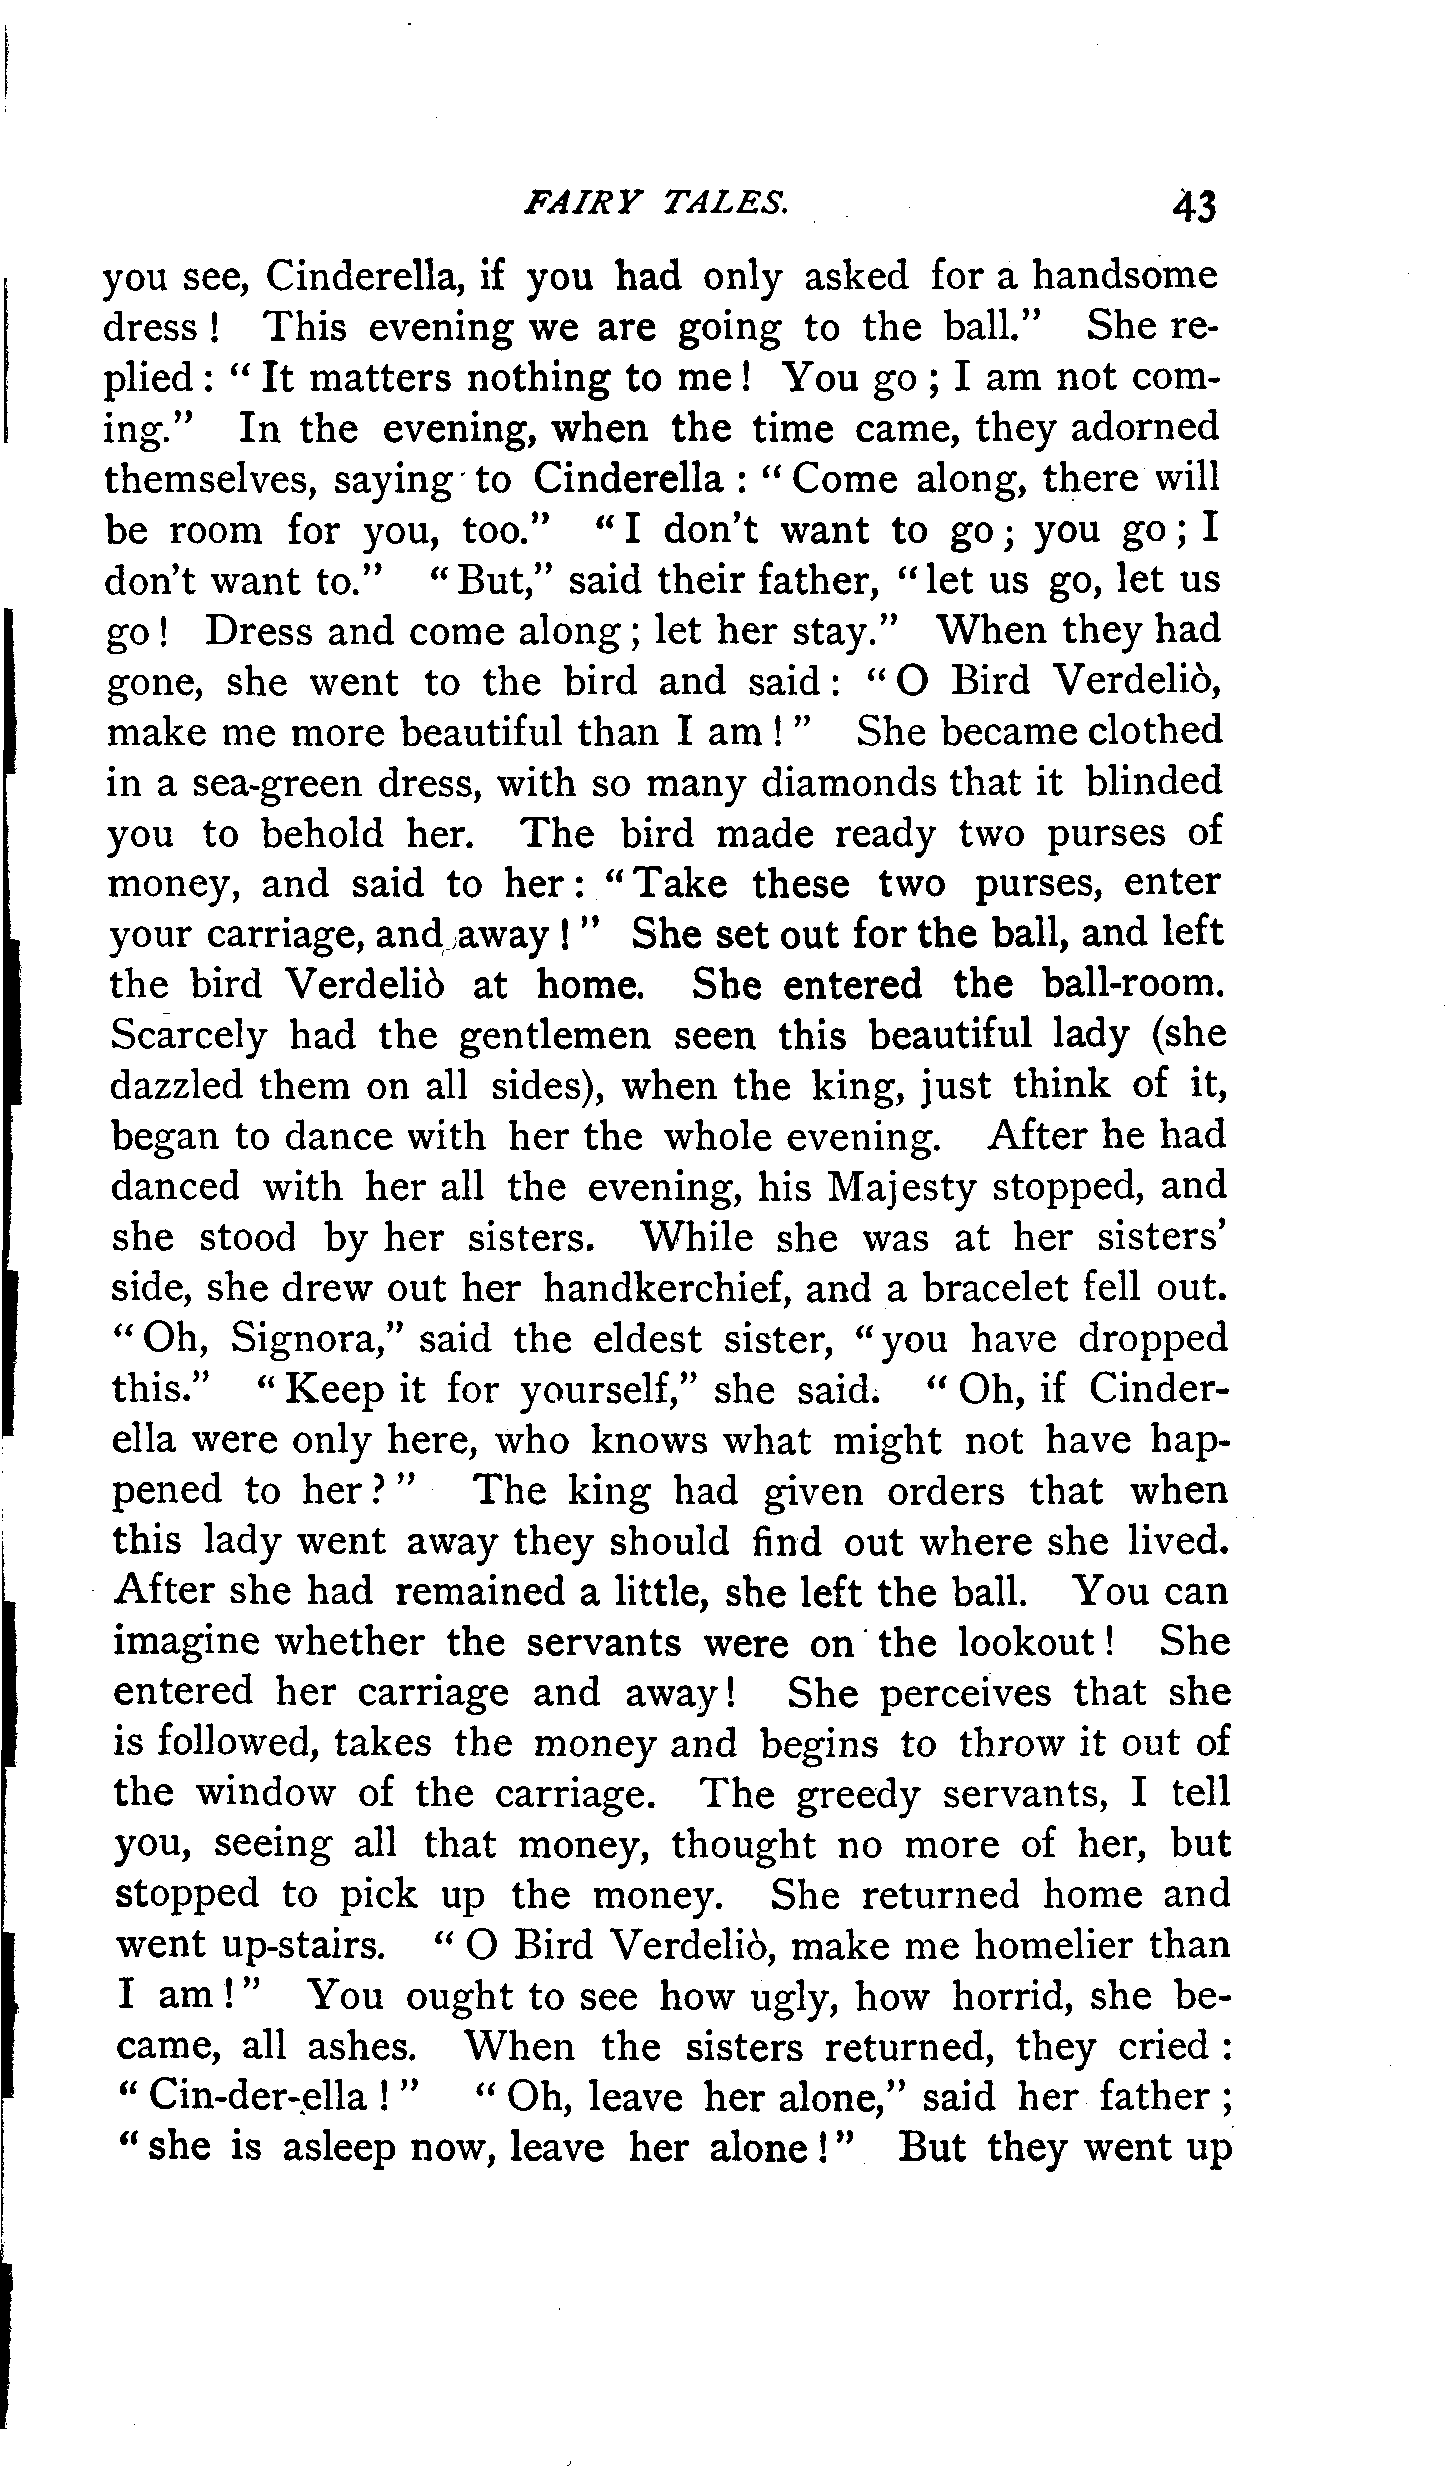 FAIRY TALES. 43
you see, Cinderella, if you had only asked for a handsome
dress! This evening we are going to the ball." She re-
plied: "It matters nothing to me! You go; I am not com-
ing." In the evening, when the time came, they adorned
themselves, saying to Cinderella: "Come along, there will
be room for you, too." "I don't want to go; you go; I
don't want to." "But," said their father, "let us go, let us
go! Dress and come along; let her stay." When they had
gone, she went to the bird and said: "O Bird Verdeliò,
make me more beautiful than I am!" She became clothed
in a sea-green dress, with so many diamonds that it blinded
you to behold her. The bird made ready two purses of
money, and said to her: "Take these two purses, enter
your carriage, and away!" She set out for the ball, and left
the bird Verdeliò at home. She entered the ball-room.
Scarcely had the gentlemen seen this beautiful lady (she
dazzled them on all sides), when the king, just think of it,
began to dance with her the whole evening. After he had
danced with her all the evening, his Majesty stopped, and
she stood by her sisters. While she was at her sisters'
side, she drew out her handkerchief, and a bracelet fell out.
"Oh, Signora," said the eldest sister, "you have dropped
this." "Keep it for yourself," she said. "Oh, if Cinder-
ella were only here, who knows what might not have hap-
pened to her?" The king had given orders that when
this lady went away they should find out where she lived.
After she had remained a little, she left the ball. You can
imagine whether the servants were on the lookout! She
entered her carriage and away! She perceives that she
is followed, takes the money and begins to throw it out of
the window of the carriage. The greedy servants, I tell
you, seeing all that money, thought no more of her, but
stopped to pick up the money. She returned home and
went up-stairs. "O Bird Verdeliò, make me homelier than
I am!" You ought to see how ugly, how horrid, she be-
came, all ashes. When the sisters returned, they cried:
"Cin-der-ella!" "Oh, leave her alone," said her father;
"she is asleep now, leave her alone!" But they went up